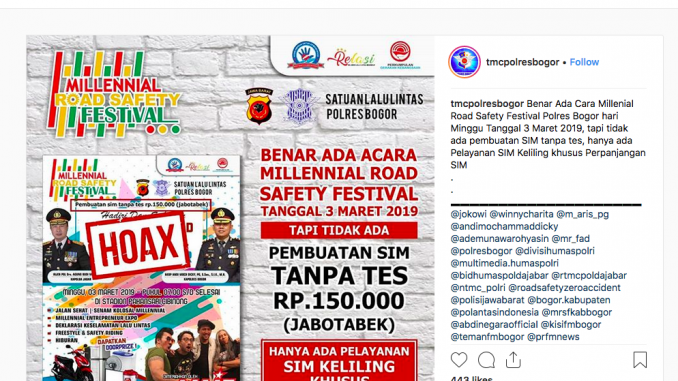 MILLENNIAL
ROAD SAFETY
FESTIVAL
Relasi
JAWA BARAT
SATUAN LALU LINTAS
POLRES BOGOR
BENAR ADA ACARA
MILLENNIAL ROAD
SAFETY FESTIVAL
TANGGAL 3 MARET 2019
TAPI TIDAK ADA
PEMBUATAN SIM
TANPA TES
RP.150.000
(JABOTABEK)
HANYA ADA PELAYANAN
SIM KELILING
KHUSUS
MILLENNIAL
ROAD SAFETY
FESTIVAL
SATUAN LALU LINTAS
POLRES BOGOR
Pembuatan sim tanpa tes rp.150.000 (Jabotabek)
HOAX
MINGGU, 03 MARET 2019
SELESAI
DI STADION PAKANSARI CIBINONG
JALAN SEHAT
SENAM KOLOSAL MILLENNIAL
MILLENNIAL ENTREPREUR EXPO
DEKLARASI KESELAMATAN LALU LINTAS
FREESTYLE & SAFETY RIDING
HIBURAN
DAPATKAN
DOORPRIZE!
tmcpolresbogor • Follow
tmcpolresbogor Benar Ada Cara Millenial
Road Safety Festival Polres Bogor hari
Minggu Tanggal 3 Maret 2019, tapi tidak
ada pembuatan SIM tanpa tes, hanya ada
Pelayanan SIM Keliling khusus Perpanjangan
SIM
.
.
@jokowi @winnycharita @m_aris_pg
@andimochammaddicky
@ademunawarohyasin @mr_fad
@polresbogor @divisihumaspolri
@multimedia.humaspolri
@bidhumaspoldajabar @rtmcpoldajabar
@ntmc_polri @roadsafetyzeroaccident
@polisijawabarat @bogor.kabupaten
@polantasindonesia @mrsfkabbogor
@abdinegaraofficial @kisifmbogor
@temanfmbogor @prfmnews
443 likes